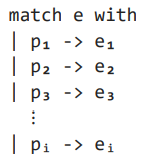 match e with
| p₁ -> e₁
| p₂ -> e₂
| p₃ -> e₃
⋮
| pᵢ -> eᵢ